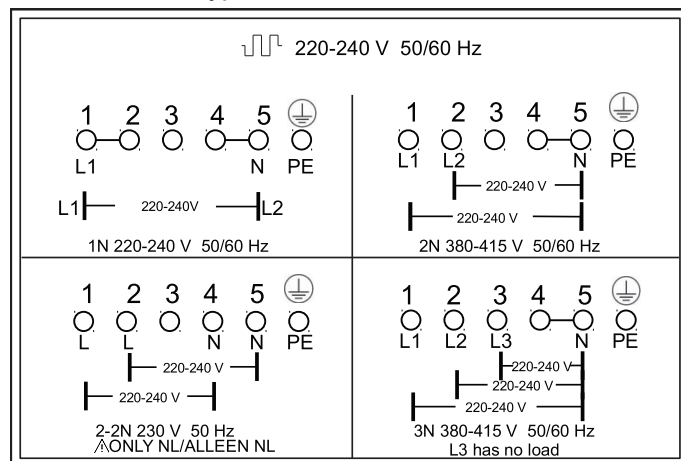 220-240 V 50/60 Hz
1 2 3 4 5
L1 N PE
L1 220-240V L2
1N 220-240 V 50/60 Hz
1 2 3 4 5
L1 L2 N PE
220-240 V
220-240 V
2N 380-415 V 50/60 Hz
1 2 3 4 5
L L N N PE
220-240 V
220-240 V
2-2N 230 V 50 Hz
⚠ONLY NL/ALLEEN NL
1 2 3 4 5
L1 L2 L3 N PE
220-240 V
220-240 V
220-240 V
3N 380-415 V 50/60 Hz
L3 has no load